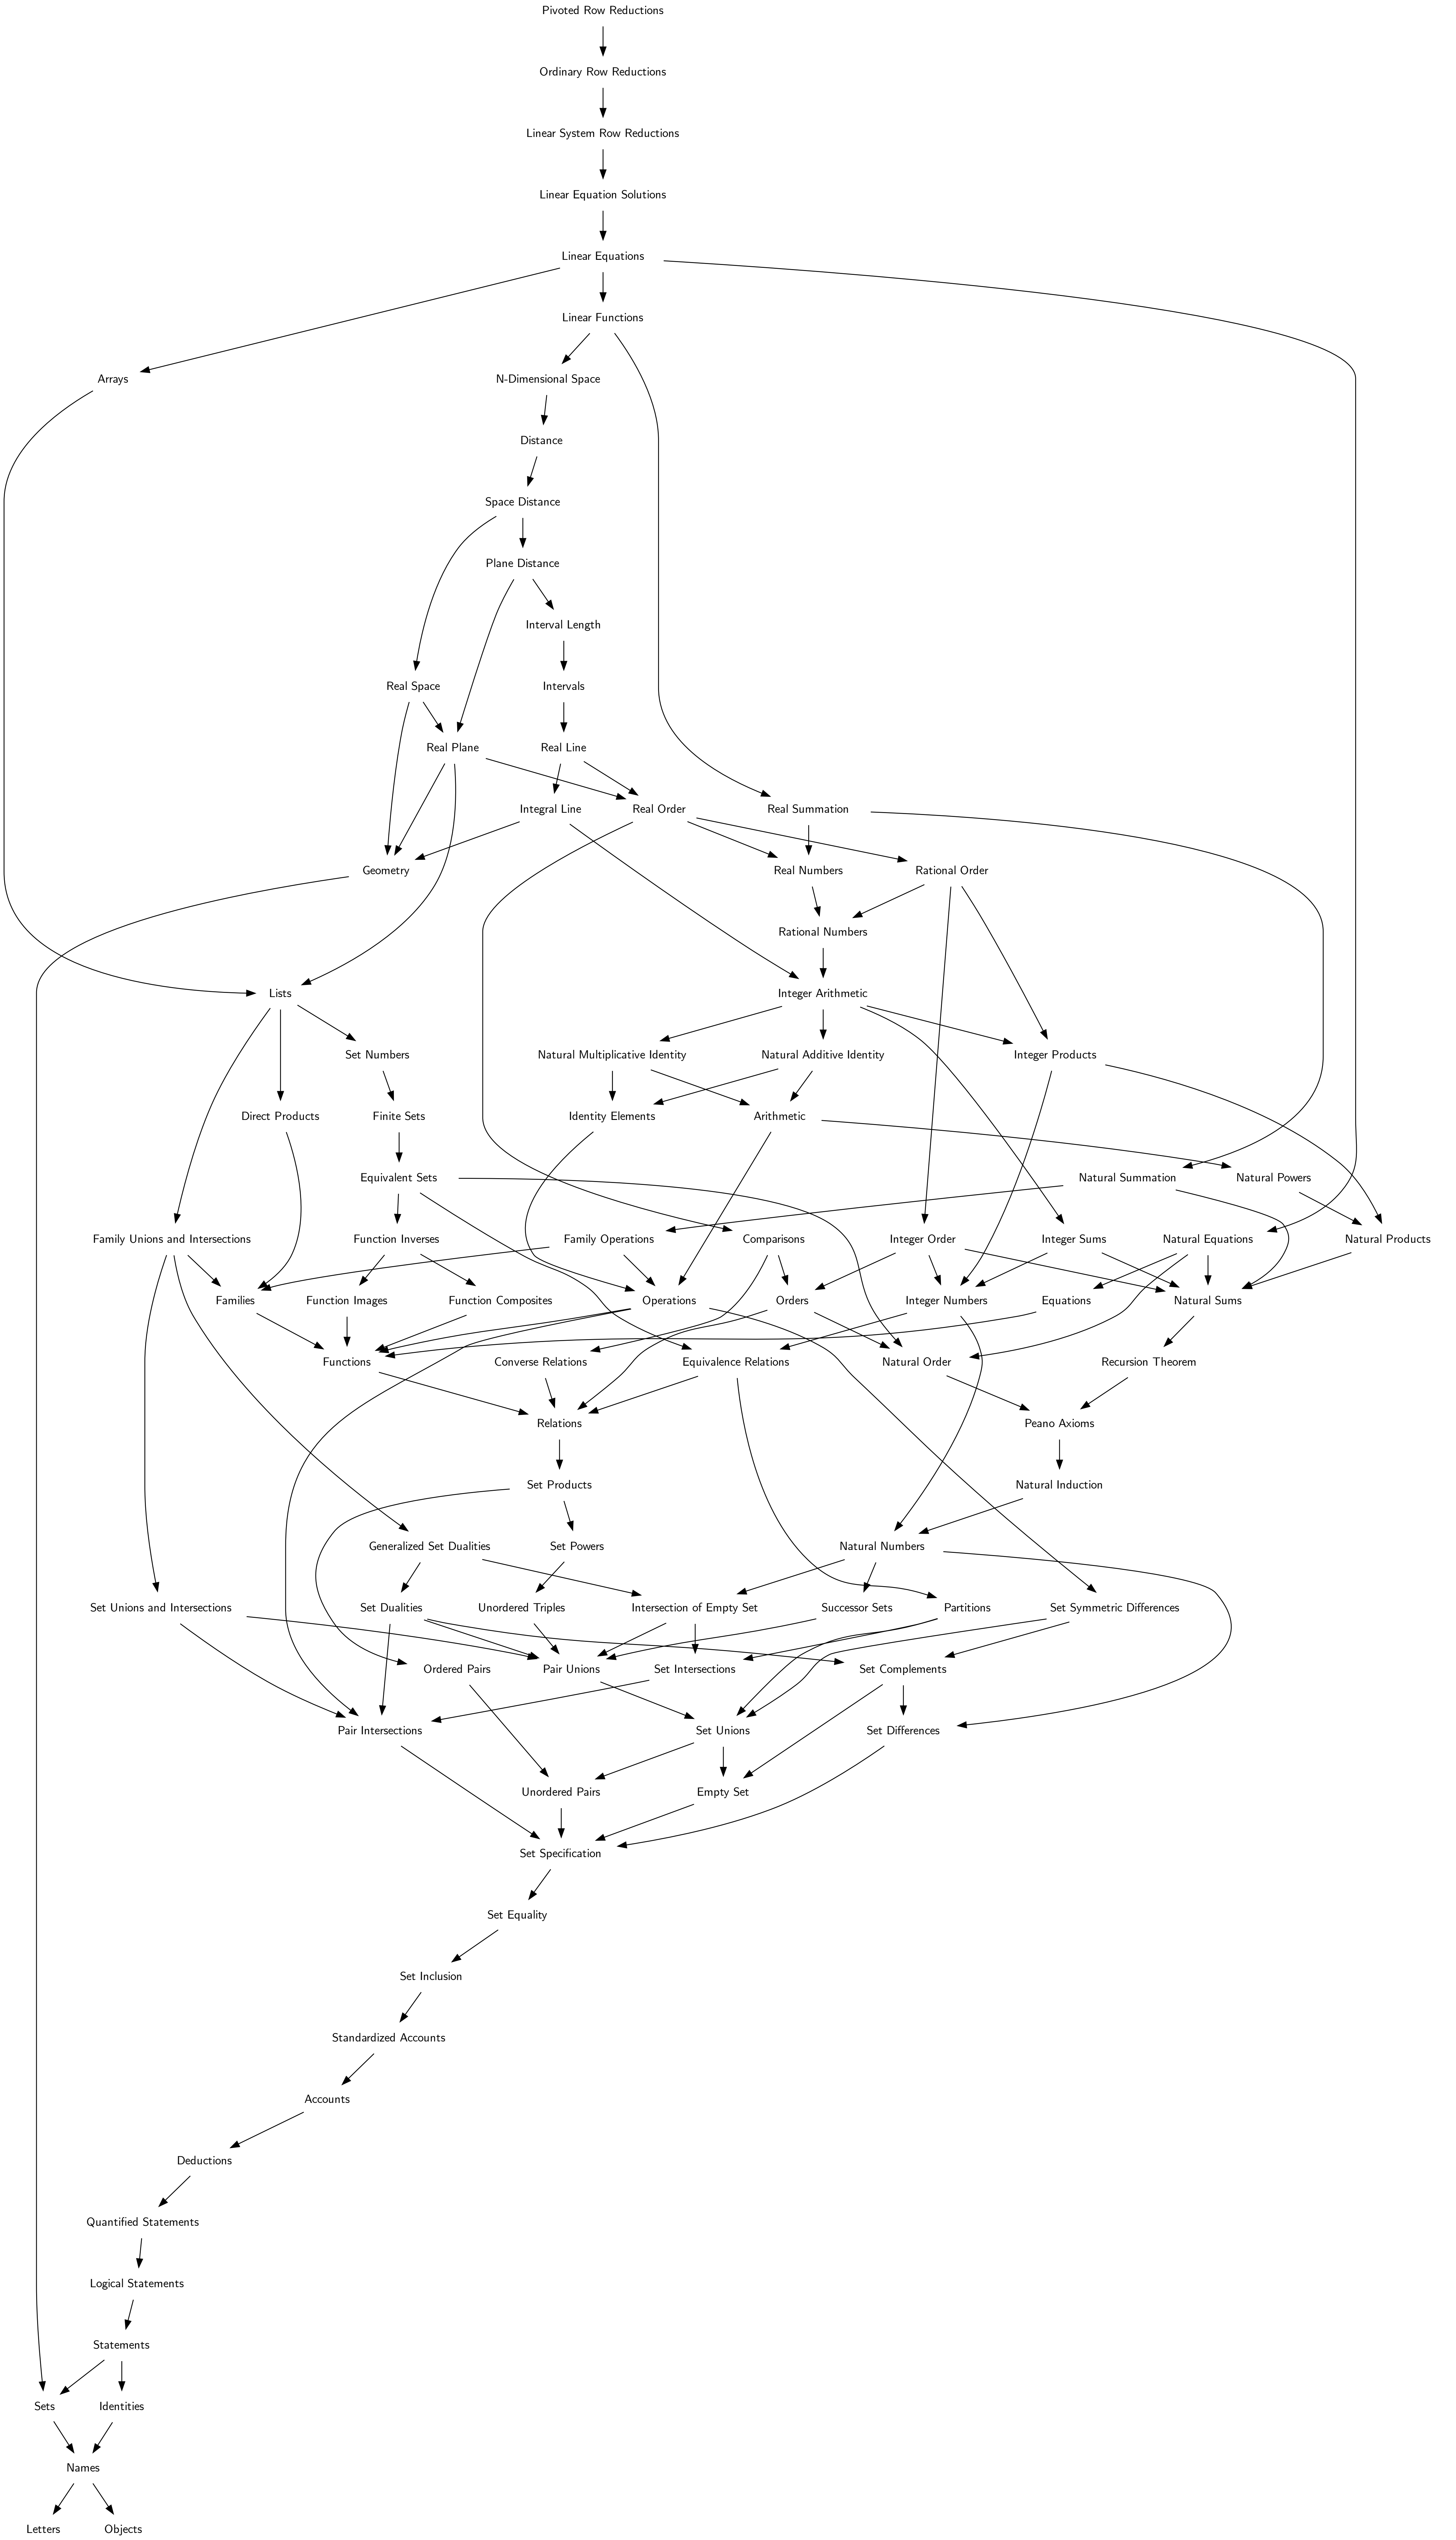 Pivoted Row Reductions
Ordinary Row Reductions
Linear System Row Reductions
Linear Equation Solutions
Linear Equations
Linear Functions
Arrays
N-Dimensional Space
Distance
Space Distance
Plane Distance
Interval Length
Real Space
Intervals
Real Plane
Real Line
Integral Line
Real Order
Real Summation
Geometry
Real Numbers
Rational Order
Rational Numbers
Lists
Integer Arithmetic
Set Numbers
Natural Multiplicative Identity
Natural Additive Identity
Integer Products
Direct Products
Finite Sets
Identity Elements
Arithmetic
Equivalent Sets
Natural Summation
Natural Powers
Family Unions and Intersections
Function Inverses
Family Operations
Comparisons
Integer Order
Integer Sums
Natural Equations
Natural Products
Families
Function Images
Function Composites
Operations
Orders
Integer Numbers
Equations
Natural Sums
Functions
Converse Relations
Equivalence Relations
Natural Order
Recursion Theorem
Relations
Peano Axioms
Set Products
Natural Induction
Generalized Set Dualities
Set Powers
Natural Numbers
Set Unions and Intersections
Set Dualities
Unordered Triples
Intersection of Empty Set
Successor Sets
Partitions
Set Symmetric Differences
Ordered Pairs
Pair Unions
Set Intersections
Set Complements
Pair Intersections
Set Unions
Set Differences
Unordered Pairs
Empty Set
Set Specification
Set Equality
Set Inclusion
Standardized Accounts
Accounts
Deductions
Quantified Statements
Logical Statements
Statements
Sets
Identities
Names
Letters
Objects